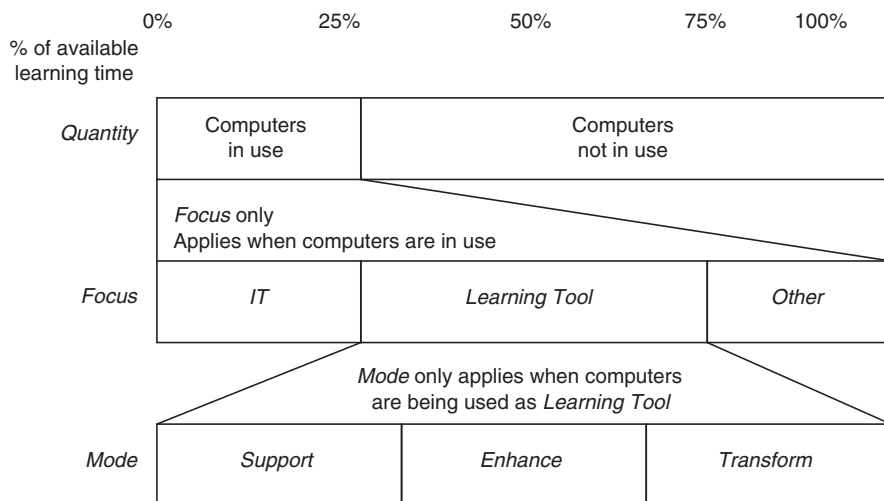 0% 25% 50% 75% 100%
% of available
learning time
Quantity
Computers
in use
Computers
not in use
Focus only
Applies when computers are in use
Focus
IT
Learning Tool
Other
Mode only applies when computers
are being used as Learning Tool
Mode
Support
Enhance
Transform